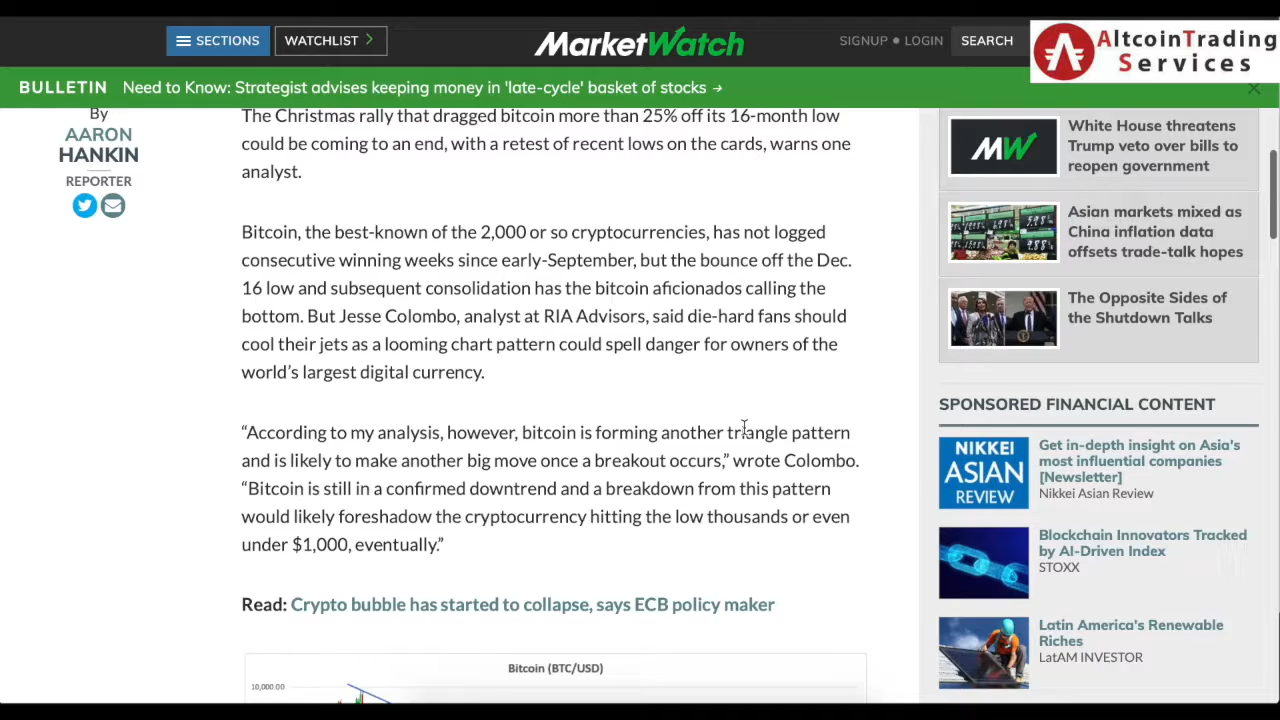 SECTIONS
WATCHLIST
MarketWatch
SIGNUP • LOGIN
SEARCH
AltcoinTrading
Services
BULLETIN Need to Know: Strategist advises keeping money in 'late-cycle' basket of stocks →
By
AARON
HANKIN
REPORTER
The Christmas rally that dragged bitcoin more than 25% off its 16-month low
could be coming to an end, with a retest of recent lows on the cards, warns one
analyst.
Bitcoin, the best-known of the 2,000 or so cryptocurrencies, has not logged
consecutive winning weeks since early-September, but the bounce off the Dec.
16 low and subsequent consolidation has the bitcoin aficionados calling the
bottom. But Jesse Colombo, analyst at RIA Advisors, said die-hard fans should
cool their jets as a looming chart pattern could spell danger for owners of the
world’s largest digital currency.
“According to my analysis, however, bitcoin is forming another triangle pattern
and is likely to make another big move once a breakout occurs,” wrote Colombo.
“Bitcoin is still in a confirmed downtrend and a breakdown from this pattern
would likely foreshadow the cryptocurrency hitting the low thousands or even
under $1,000, eventually.”
Read: Crypto bubble has started to collapse, says ECB policy maker
Bitcoin (BTC/USD)
10,000.00
MW
White House threatens
Trump veto over bills to
reopen government
Asian markets mixed as
China inflation data
offsets trade-talk hopes
The Opposite Sides of
the Shutdown Talks
SPONSORED FINANCIAL CONTENT
NIKKEI
ASIAN
REVIEW
Get in-depth insight on Asia's
most influential companies
[Newsletter]
Nikkei Asian Review
Blockchain Innovators Tracked
by AI-Driven Index
STOXX
Latin America's Renewable
Riches
LatAM INVESTOR